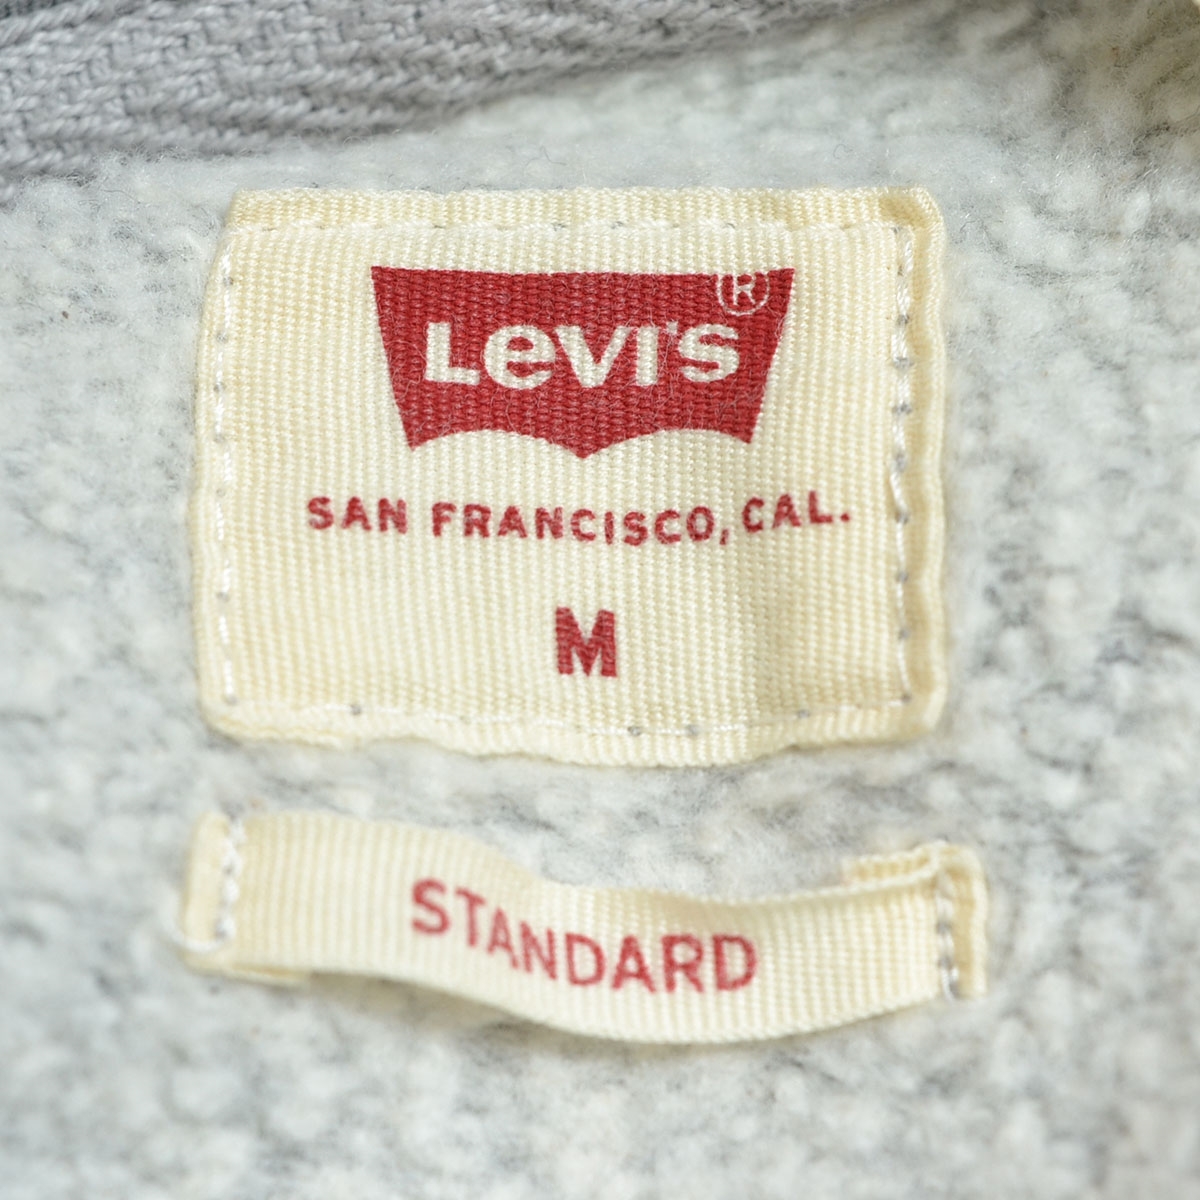 Levi's®
SAN FRANCISCO, CAL.
M
STANDARD